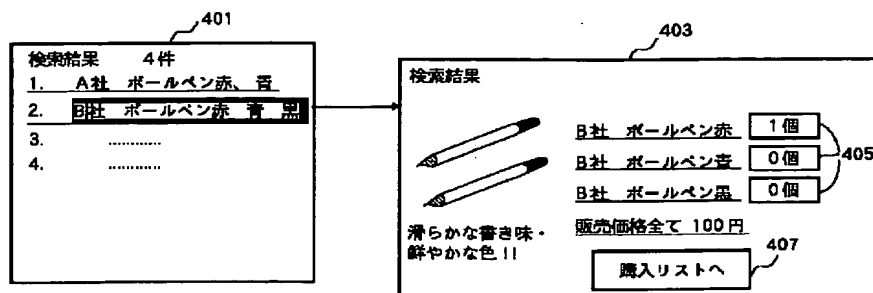 401
検索結果 4件
1. A社 ボールペン赤、青
2. B社 ボールペン赤 青 黒
3. ............
4. ............
403
検索結果
B社 ボールペン赤 1個
B社 ボールペン青 0個
B社 ボールペン黒 0個
405
滑らかな書き味・
鮮やかな色!!
販売価格全て 100円
購入リストへ
407